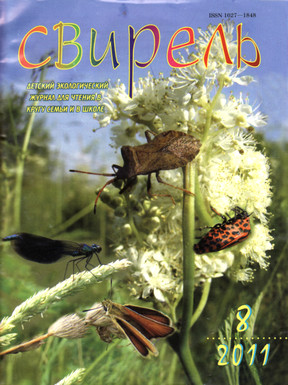 ISSN 1027—1848
свирель
ДЕТСКИЙ ЭКОЛОГИЧЕСКИЙ
ЖУРНАЛ ДЛЯ ЧТЕНИЯ В
КРУГУ СЕМЬИ И В ШКОЛЕ
8
2011